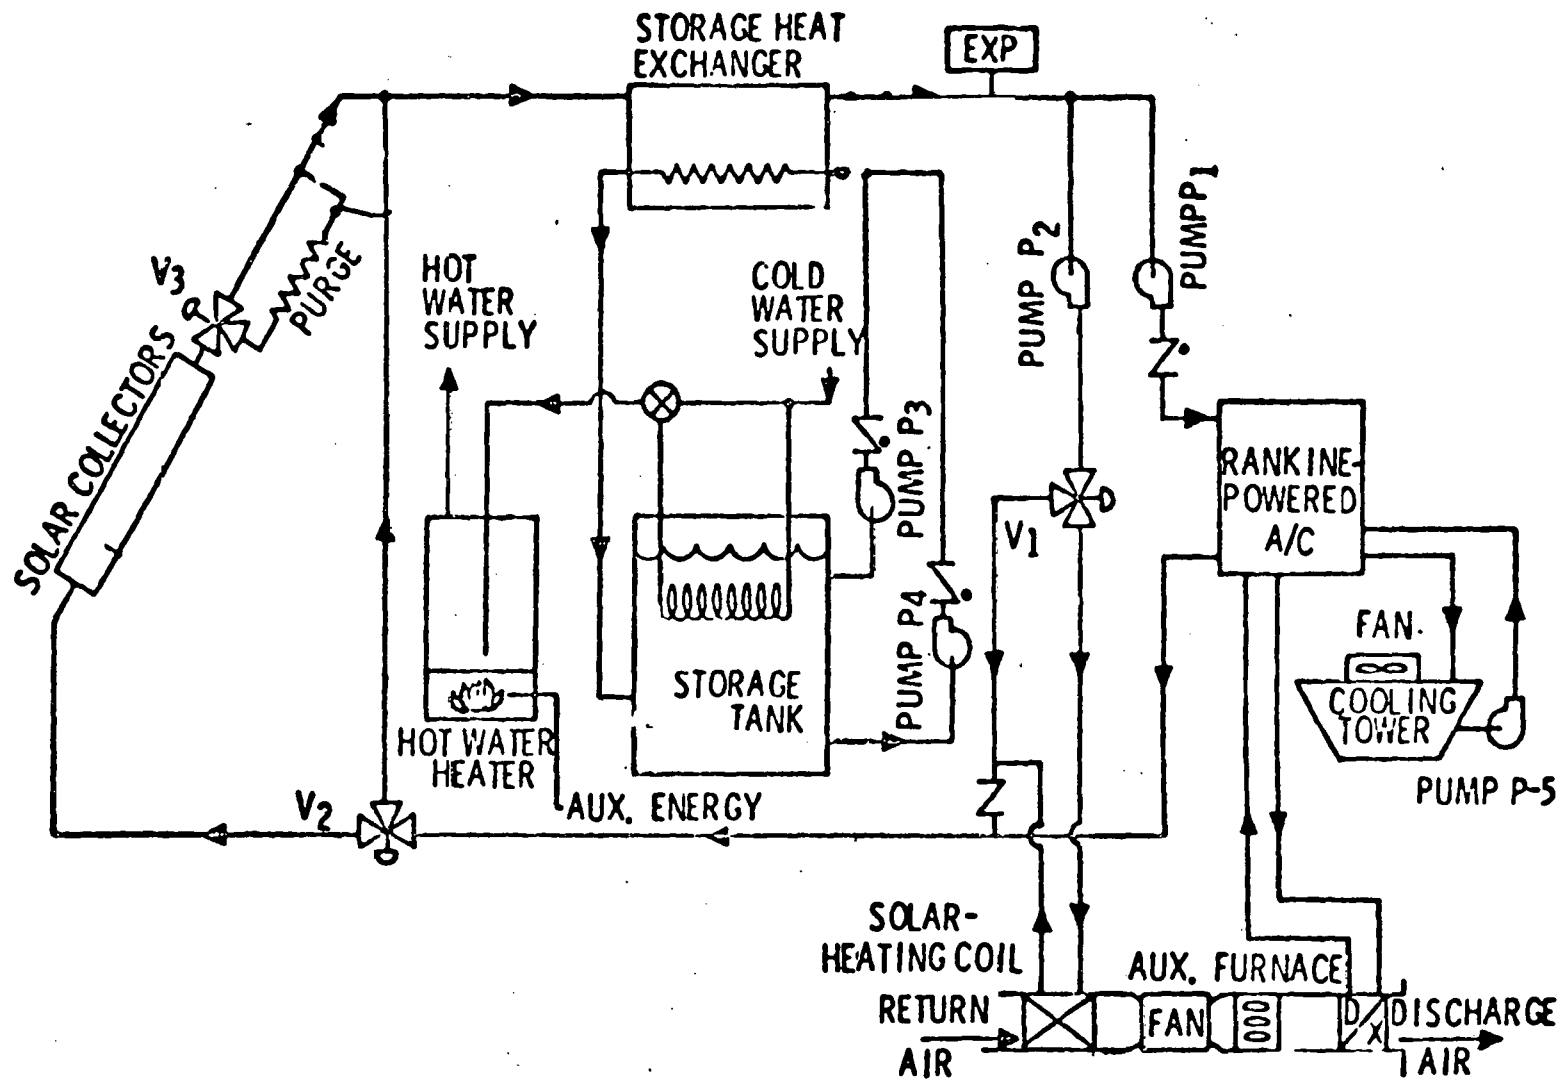 STORAGE HEAT
EXCHANGER
EXP
PUMP P1
PUMP P2
V3
PURGE
HOT
WATER
SUPPLY
COLD
WATER
SUPPLY
SOLAR COLLECTORS
PUMP P3
RANKINE-
POWERED
A/C
V1
PUMP P4
FAN
STORAGE
TANK
COOLING
TOWER
HOT WATER
HEATER
PUMP P-5
V2
AUX. ENERGY
SOLAR-
HEATING COIL
AUX. FURNACE
RETURN
AIR
FAN
DX
DISCHARGE
AIR